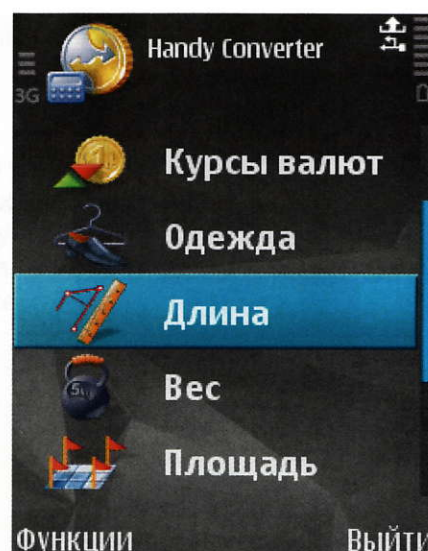 Handy Converter
3G
Курсы валют
Одежда
Длина
Вес
Площадь
Функции
Выйти